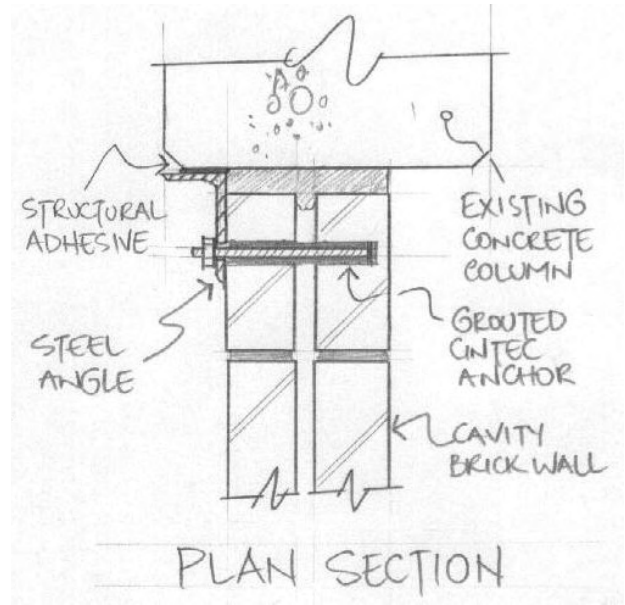 STRUCTURAL
ADHESIVE
EXISTING
CONCRETE
COLUMN
STEEL
ANGLE
GROUTED
CINTEC
ANCHOR
CAVITY
BRICK WALL
PLAN SECTION